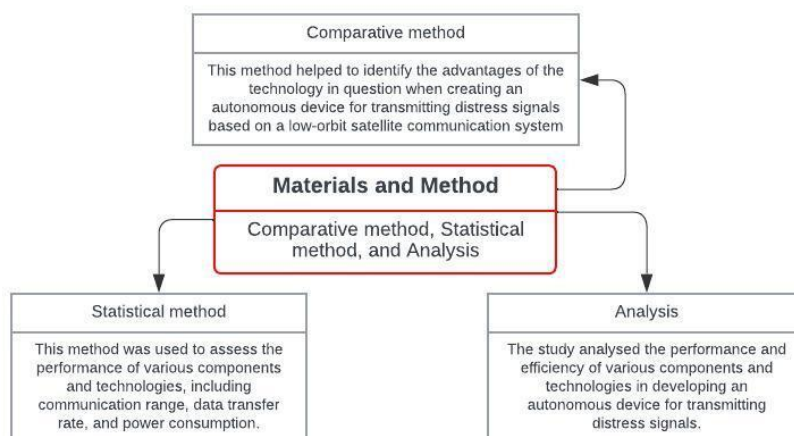 Comparative method
This method helped to identify the advantages of the
technology in question when creating an
autonomous device for transmitting distress signals
based on a low-orbit satellite communication system
Materials and Method
Comparative method, Statistical
method, and Analysis
Statistical method
This method was used to assess the
performance of various components
and technologies, including
communication range, data transfer
rate, and power consumption.
Analysis
The study analysed the performance and
efficiency of various components and
technologies in developing an
autonomous device for transmitting
distress signals.